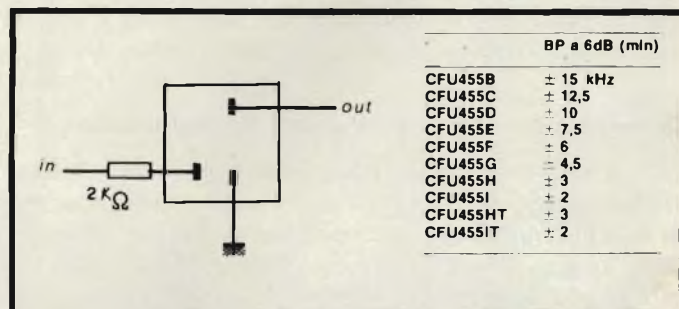 out
in
2 KΩ
BP a 6dB (min)
CFU455B ± 15 kHz
CFU455C ± 12,5
CFU455D ± 10
CFU455E ± 7,5
CFU455F ± 6
CFU455G ± 4,5
CFU455H ± 3
CFU455I ± 2
CFU455HT ± 3
CFU455IT ± 2